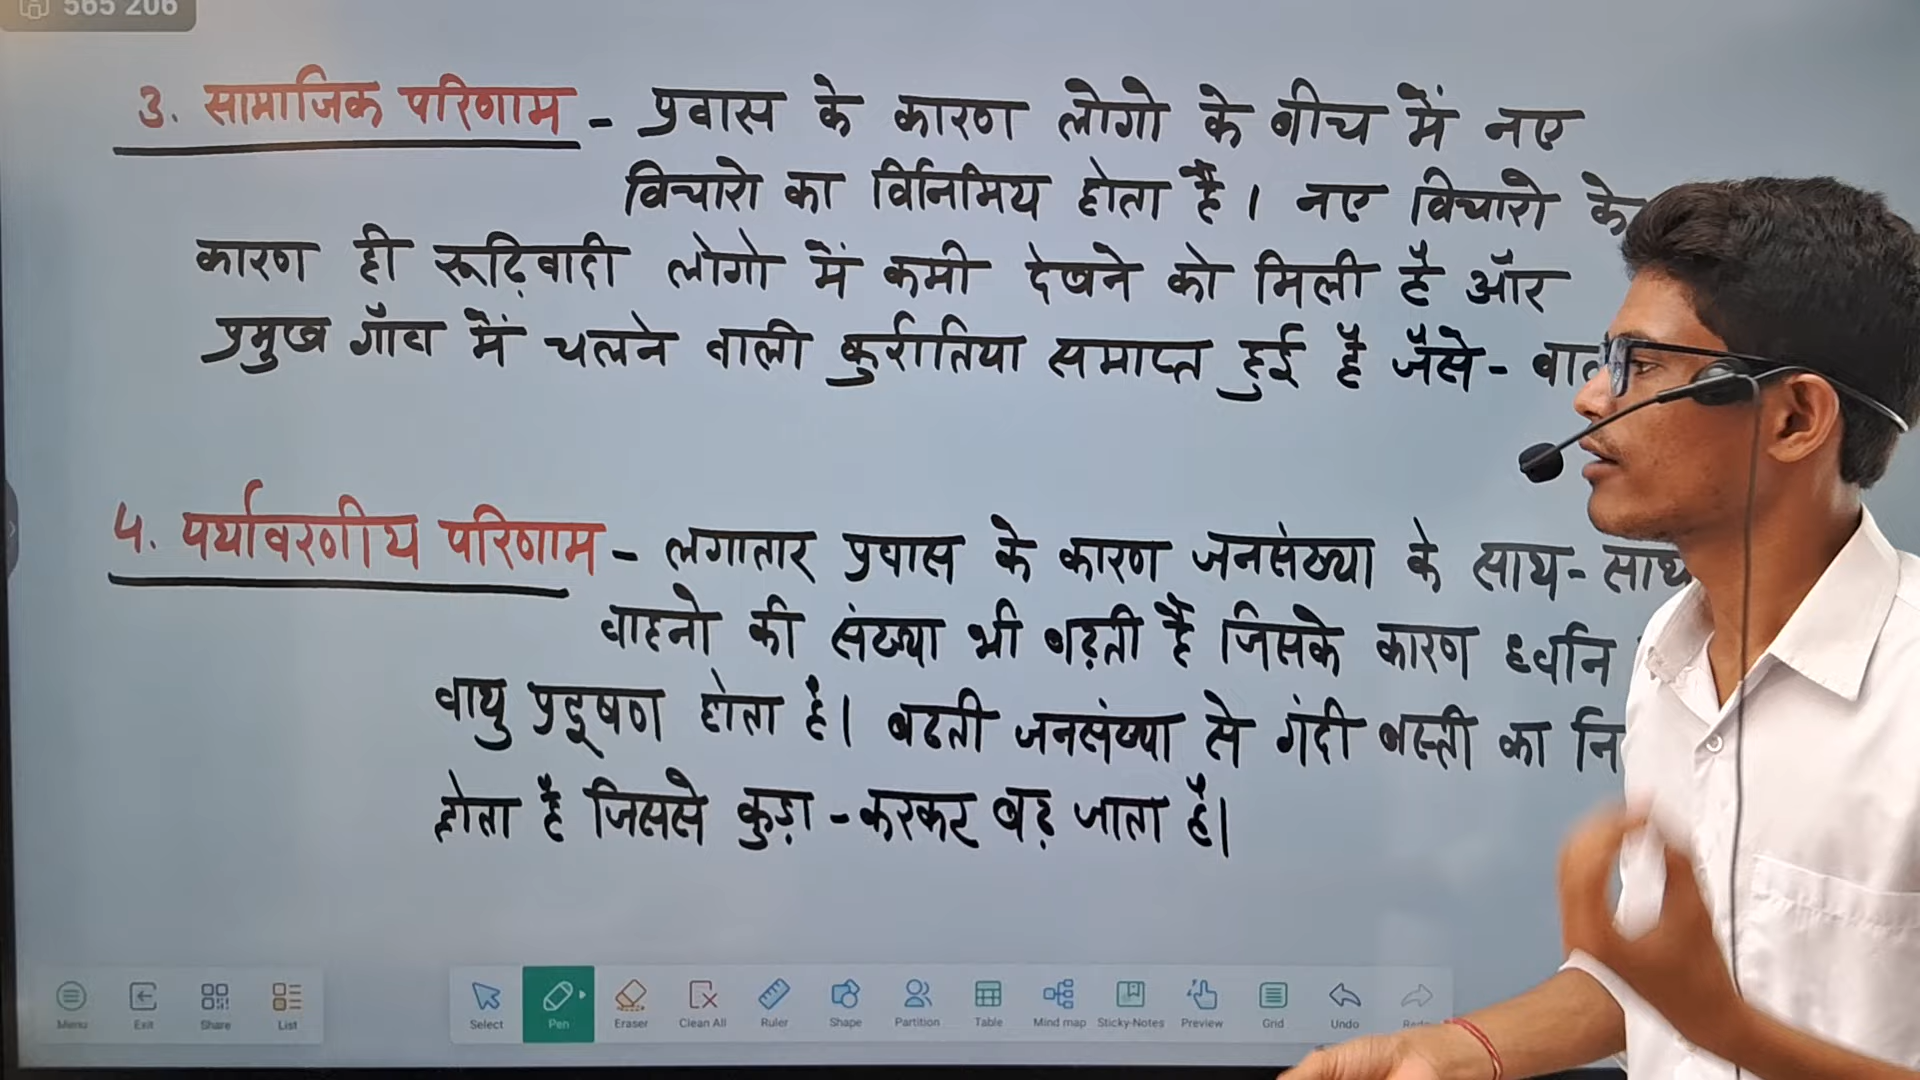 565 206
3. सामाजिक परिणाम - प्रवास के कारण लोगो के बीच में नए
विचारो का विनिमिय होता है। नए विचारो के
कारण ही रूढ़िवादी लोगो में कमी देखने को मिली है और
प्रमुख गाँव में चलने वाली कुरीतिया समाप्त हुई है जैसे -
4. पर्यावरणीय परिणाम - लगातार प्रवास के कारण जनसंख्या के साथ - साथ
वाहनो की संख्या भी बढ़ती है जिसके कारण ध्वनि
वायु प्रदूषण होता है। बढती जनसंख्या से गंदी बस्ती का
होता है जिससे कुड़ा - करकट बढ़ जाता है।
Menu Exit Share List Select Pen Eraser Clean All Ruler Shape Partition Table Mind map Sticky-Notes Preview Grid Undo Redo